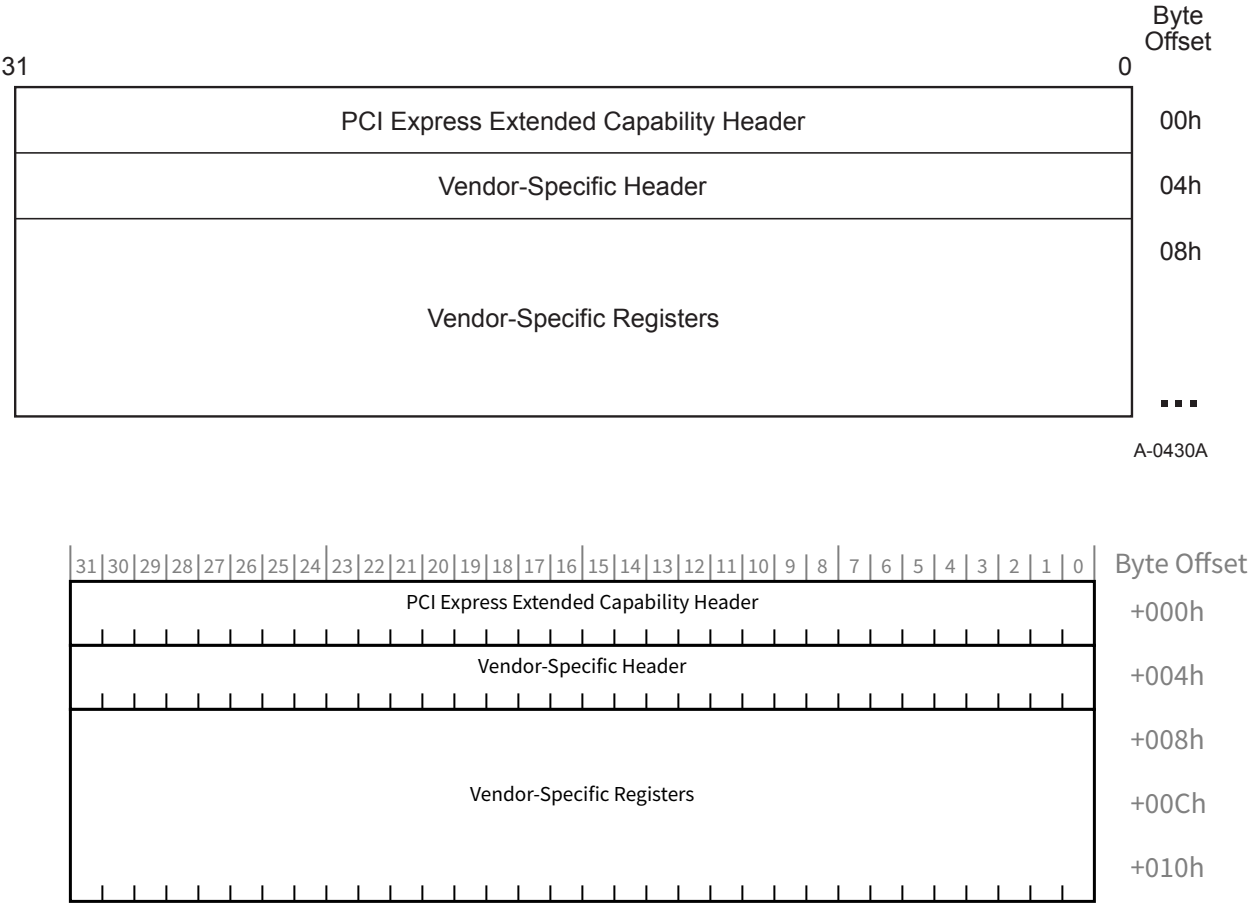 Byte
Offset
31 0
PCI Express Extended Capability Header 00h
Vendor-Specific Header 04h
08h
Vendor-Specific Registers
...
A-0430A
31 30 29 28 27 26 25 24 23 22 21 20 19 18 17 16 15 14 13 12 11 10 9 8 7 6 5 4 3 2 1 0 Byte Offset
PCI Express Extended Capability Header +000h
Vendor-Specific Header +004h
+008h
Vendor-Specific Registers +00Ch
+010h